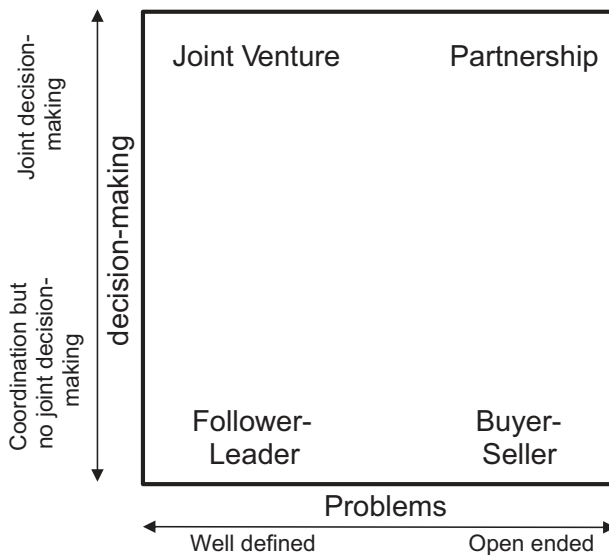 Joint decision-
making
Coordination but
no joint decision-
making
decision-making
Joint Venture
Partnership
Follower-
Leader
Buyer-
Seller
Problems
Well defined
Open ended